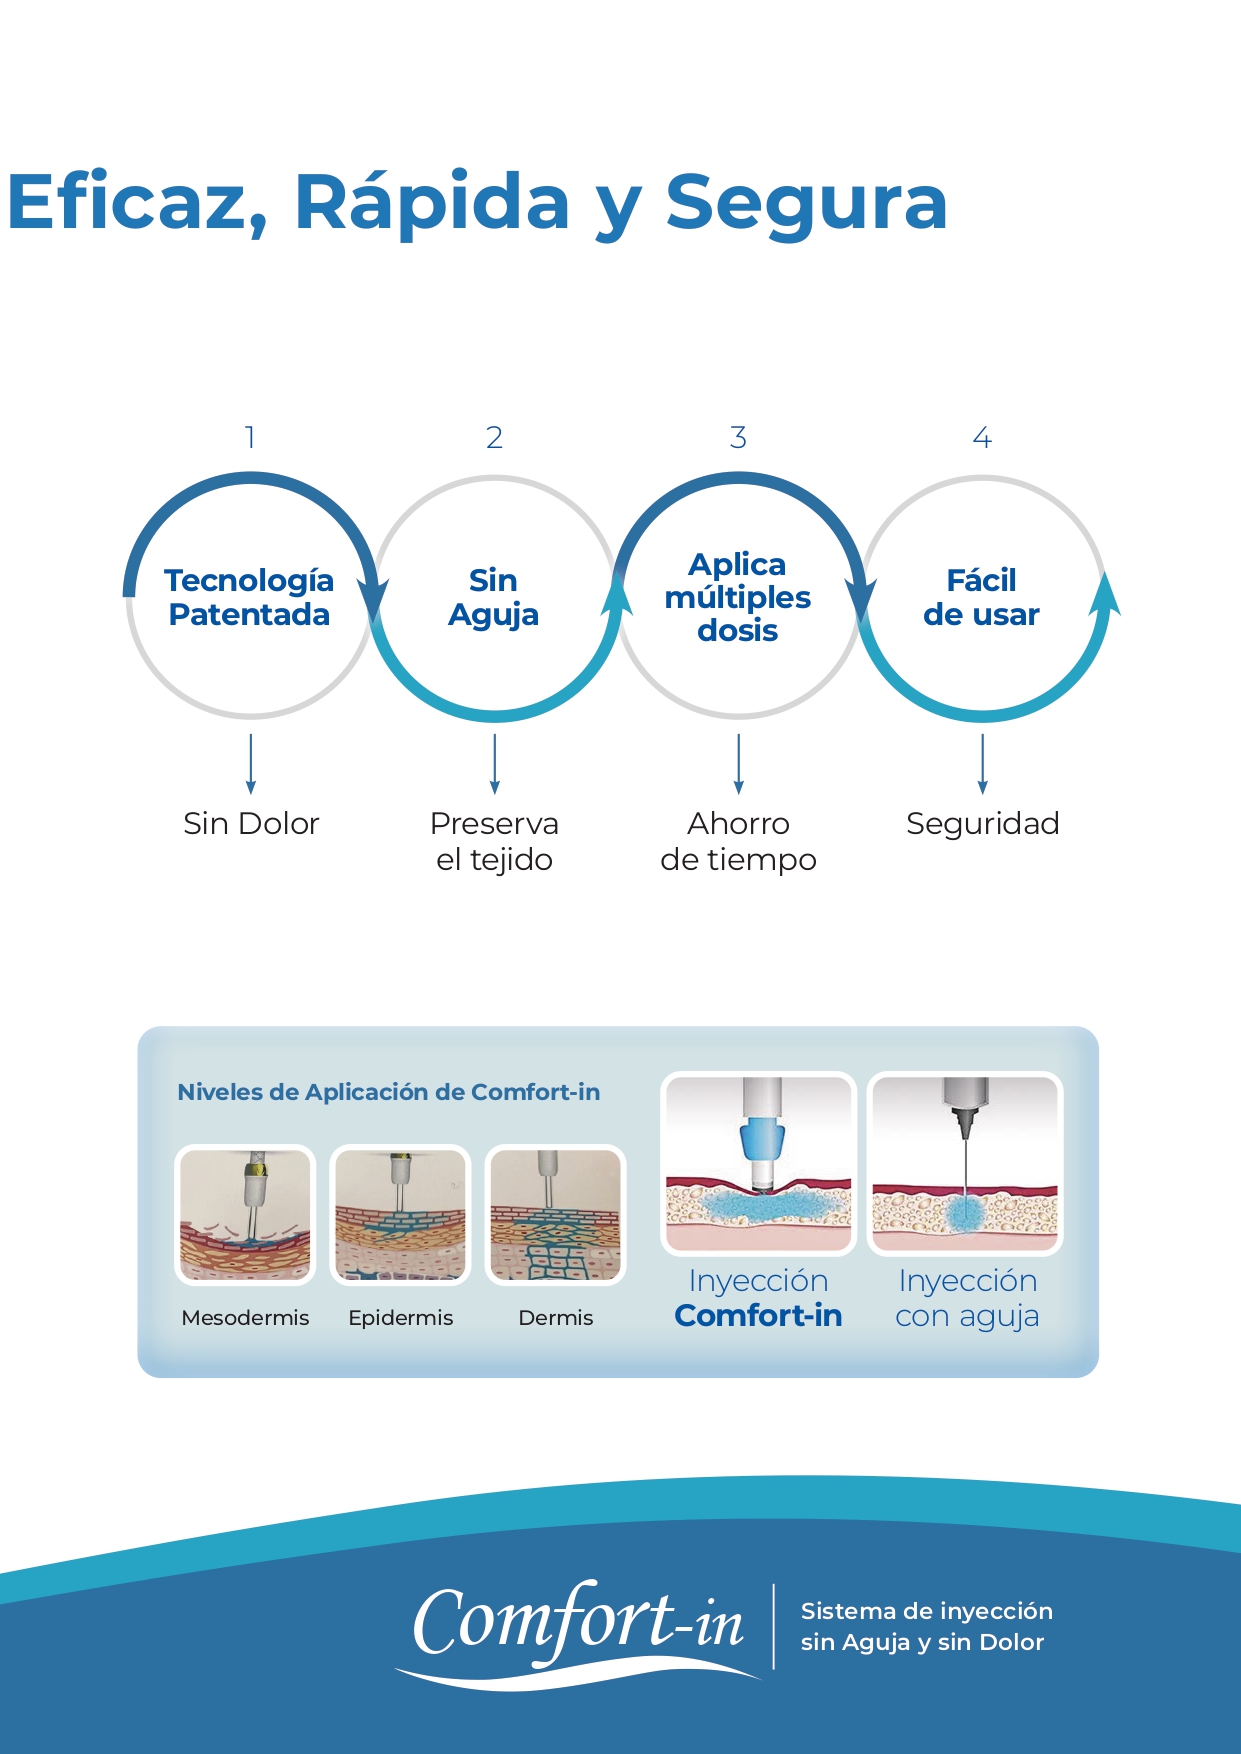 Eficaz, Rápida y Segura
1
2
3
4
Tecnología
Patentada
Sin
Aguja
Aplica
múltiples
dosis
Fácil
de usar
Sin Dolor
Preserva
el tejido
Ahorro
de tiempo
Seguridad
Niveles de Aplicación de Comfort-in
Mesodermis
Epidermis
Dermis
Inyección
Comfort-in
Inyección
con aguja
Comfort-in
Sistema de inyección
sin Aguja y sin Dolor